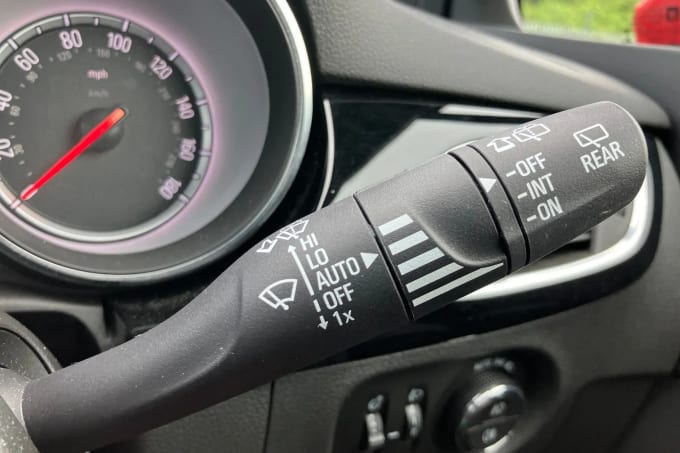 20
40
60
80
100
120
140
160
180
mph
km/h
HI
LO
AUTO
OFF
1x
-OFF
-INT
-ON
REAR